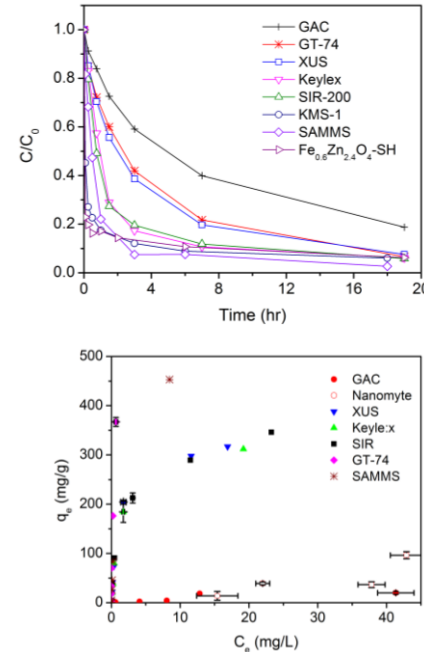 1.0
0.8
0.6
0.4
0.2
0.0
C/C0
GAC
GT-74
XUS
Keylex
SIR-200
KMS-1
SAMMS
Fe0.6Zn2.4O4-SH
0 4 8 12 16 20
Time (hr)
500
400
300
200
100
0
qe (mg/g)
GAC
Nanomyte
XUS
Keyle:x
SIR
GT-74
SAMMS
0 10 20 30 40
Ce (mg/L)